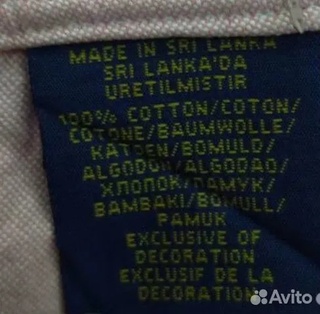 MADE IN SRI LANKA
SRI LANKA'DA
URETILMISTIR
100% COTTON/COTON/
COTONE/BAUMWOLLE/
KATOEN/BOMULD/
ALGODON/ALGODAO/
ХЛОПОК/ПАМУК/
BAMBAKI/BOMULL/
PAMUK
EXCLUSIVE OF
DECORATION
EXCLUSIF DE LA
DECORATION
Avito